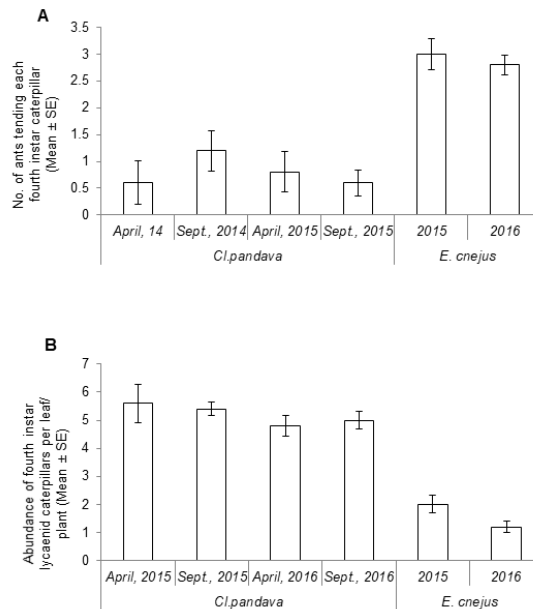 A
No. of ants tending each
fourth instar caterpillar
(Mean ± SE)
3.5
3
2.5
2
1.5
1
0.5
0
April, 14 Sept., 2014 April, 2015 Sept., 2015 2015 2016
Cl.pandava E. cnejus
B
Abundance of fourth instar
lycaenid caterpillars per leaf/
plant (Mean ± SE)
7
6
5
4
3
2
1
0
April, 2015 Sept., 2015 April, 2016 Sept., 2016 2015 2016
Cl.pandava E. cnejus